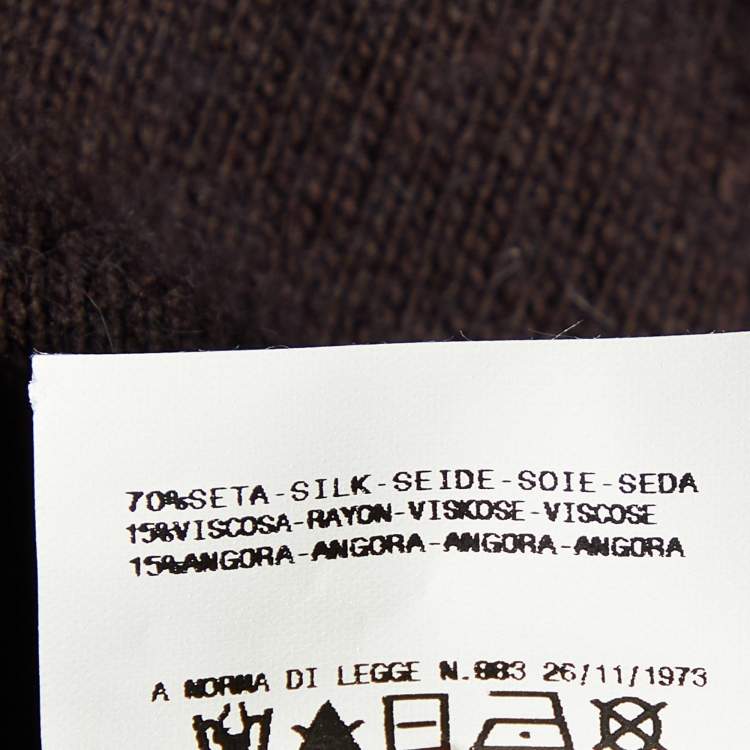 70%SETA-SILK-SEIDE-SOIE-SEDA
15%VISCOSA-RAYON-VISKOSE-VISCOSE
15%ANGORA-ANGORA-ANGORA-ANGORA
A NORMA DI LEGGE N.883 26/11/1973